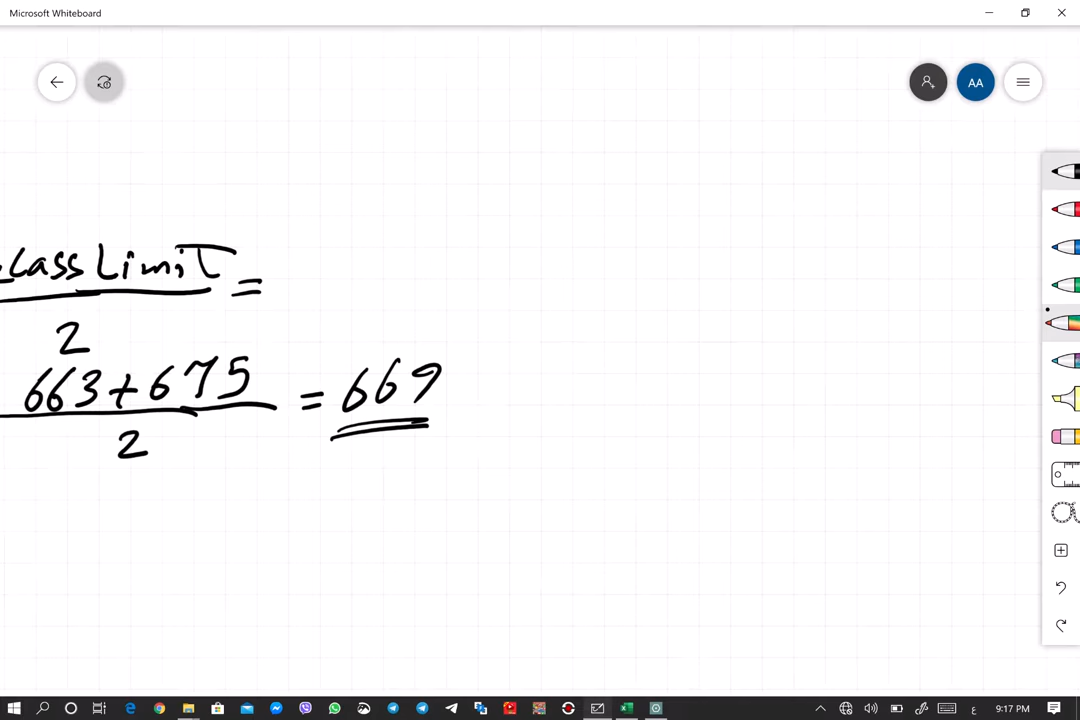 Microsoft Whiteboard
AA
Class Limit =
2
663+675 = 669
2
ع 9:17 PM